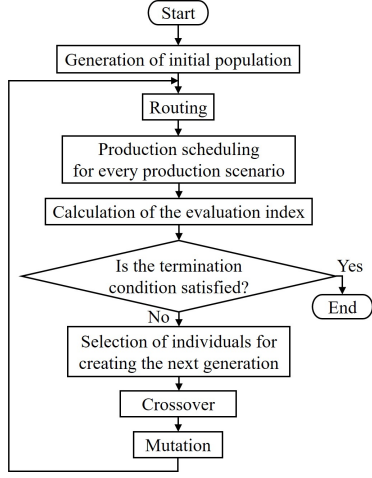 Start
Generation of initial population
Routing
Production scheduling
for every production scenario
Calculation of the evaluation index
Is the termination
condition satisfied?
Yes
End
No
Selection of individuals for
creating the next generation
Crossover
Mutation